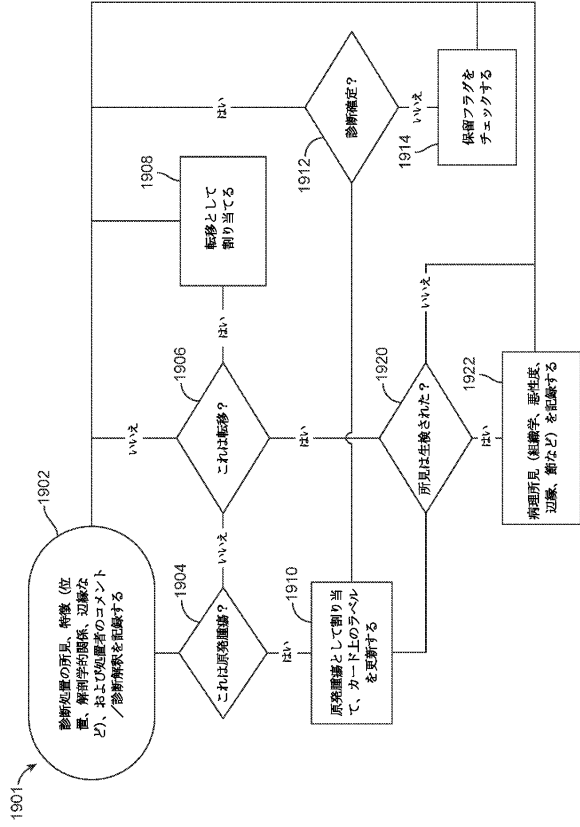 1901
1902
診断処置の所見、特徴（位
置、解剖学的関係、辺縁な
ど）、および処置者のコメント
／診断解釈を記録する
1904
これは原発腫瘍？
いいえ
はい
1906
これは転移？
いいえ
はい
はい
1908
転移として
割り当てる
1910
原発腫瘍として割り当
て、カード上のラベル
を更新する
1912
診断確定？
はい
いいえ
1914
保留フラグを
チェックする
1920
所見は生検された？
いいえ
はい
1922
病理所見（組織学、悪性度、
辺縁、節など）を記録する